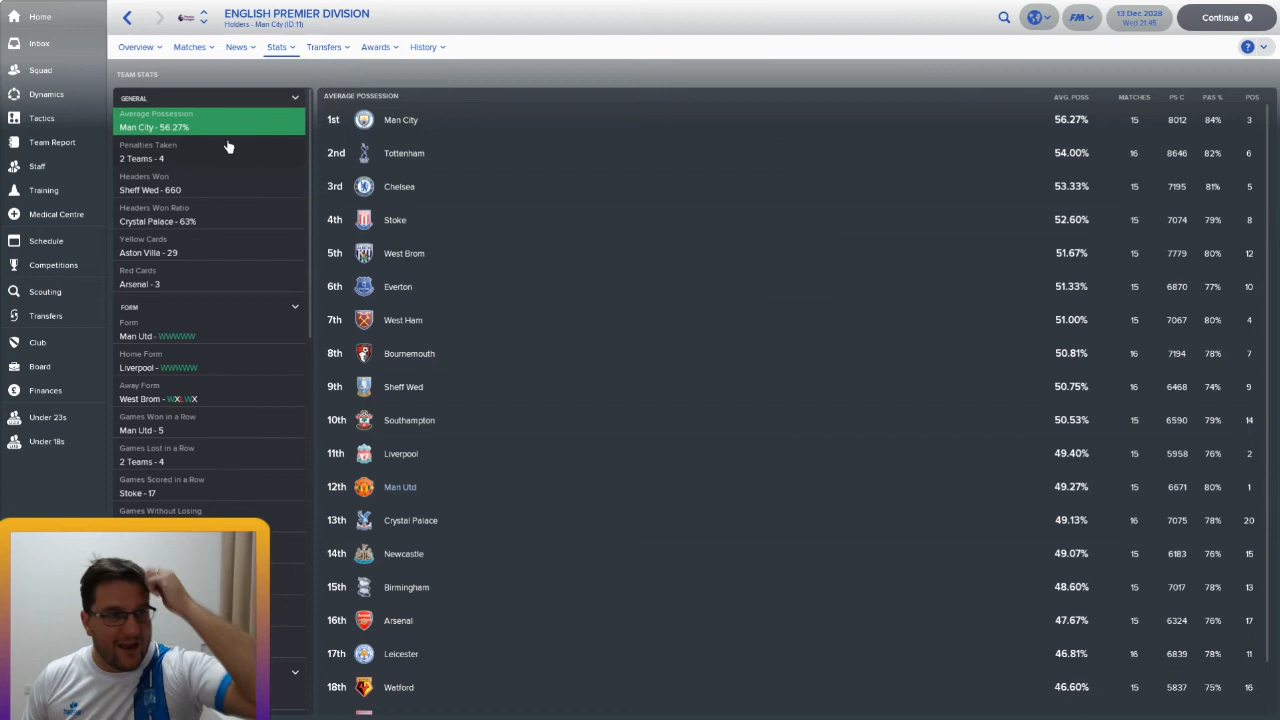 Home
Inbox
Squad
Dynamics
Tactics
Team Report
Staff
Training
Medical Centre
Schedule
Competitions
Scouting
Transfers
Club
Board
Finances
Under 23s
Under 18s
ENGLISH PREMIER DIVISION
Holders - Man City (ID:11)
FM
13 Dec 2028
Wed 21:45
Continue
Overview Matches News Stats Transfers Awards History
?
TEAM STATS
GENERAL
Average Possession
Man City - 56.27%
Penalties Taken
2 Teams - 4
Headers Won
Sheff Wed - 660
Headers Won Ratio
Crystal Palace - 63%
Yellow Cards
Aston Villa - 29
Red Cards
Arsenal - 3
FORM
Form
Man Utd - WWWWW
Home Form
Liverpool - WWWWW
Away Form
West Brom - WXLWX
Games Won in a Row
Man Utd - 5
Games Lost in a Row
2 Teams - 4
Games Scored in a Row
Stoke - 17
Games Without Losing
AVERAGE POSSESSION AVG. POSS MATCHES PS C PAS % POS
1st Man City 56.27% 15 8012 84% 3
2nd Tottenham 54.00% 16 8646 82% 6
3rd Chelsea 53.33% 15 7195 81% 5
4th Stoke 52.60% 15 7074 79% 8
5th West Brom 51.67% 15 7779 80% 12
6th Everton 51.33% 15 6870 77% 10
7th West Ham 51.00% 15 7067 80% 4
8th Bournemouth 50.81% 16 7194 78% 7
9th Sheff Wed 50.75% 16 6468 74% 9
10th Southampton 50.53% 15 6590 79% 14
11th Liverpool 49.40% 15 5958 76% 2
12th Man Utd 49.27% 15 6671 80% 1
13th Crystal Palace 49.13% 16 7075 78% 20
14th Newcastle 49.07% 15 6183 76% 15
15th Birmingham 48.60% 15 7017 78% 13
16th Arsenal 47.67% 15 6324 76% 17
17th Leicester 46.81% 16 6839 78% 11
18th Watford 46.60% 15 5837 75% 16